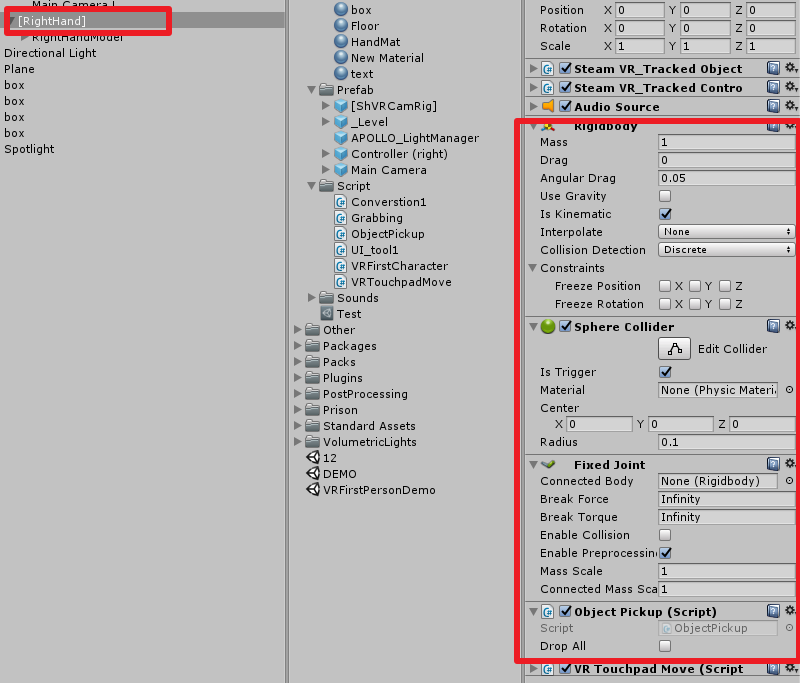 Main Camera
[RightHand]
RightHandModel
Directional Light
Plane
box
box
box
box
Spotlight
box
Floor
HandMat
New Material
text
Prefab
[ShVRCamRig]
_Level
APOLLO_LightManager
Controller (right)
Main Camera
Script
Converstion1
Grabbing
ObjectPickup
UI_tool1
VRFirstCharacter
VRTouchpadMove
Sounds
Test
Other
Packages
Packs
Plugins
PostProcessing
Prison
Standard Assets
VolumetricLights
12
DEMO
VRFirstPersonDemo
Position X 0 Y 0 Z 0
Rotation X 0 Y 0 Z 0
Scale X 1 Y 1 Z 1
Steam VR_Tracked Object
Steam VR_Tracked Contro
Audio Source
Rigidbody
Mass 1
Drag 0
Angular Drag 0.05
Use Gravity
Is Kinematic
Interpolate None
Collision Detection Discrete
Constraints
Freeze Position X Y Z
Freeze Rotation X Y Z
Sphere Collider
Edit Collider
Is Trigger
Material None (Physic Materi
Center
X 0 Y 0 Z 0
Radius 0.1
Fixed Joint
Connected Body None (Rigidbody)
Break Force Infinity
Break Torque Infinity
Enable Collision
Enable Preprocessin
Mass Scale 1
Connected Mass Sca 1
Object Pickup (Script)
Script ObjectPickup
Drop All
VR Touchpad Move (Script